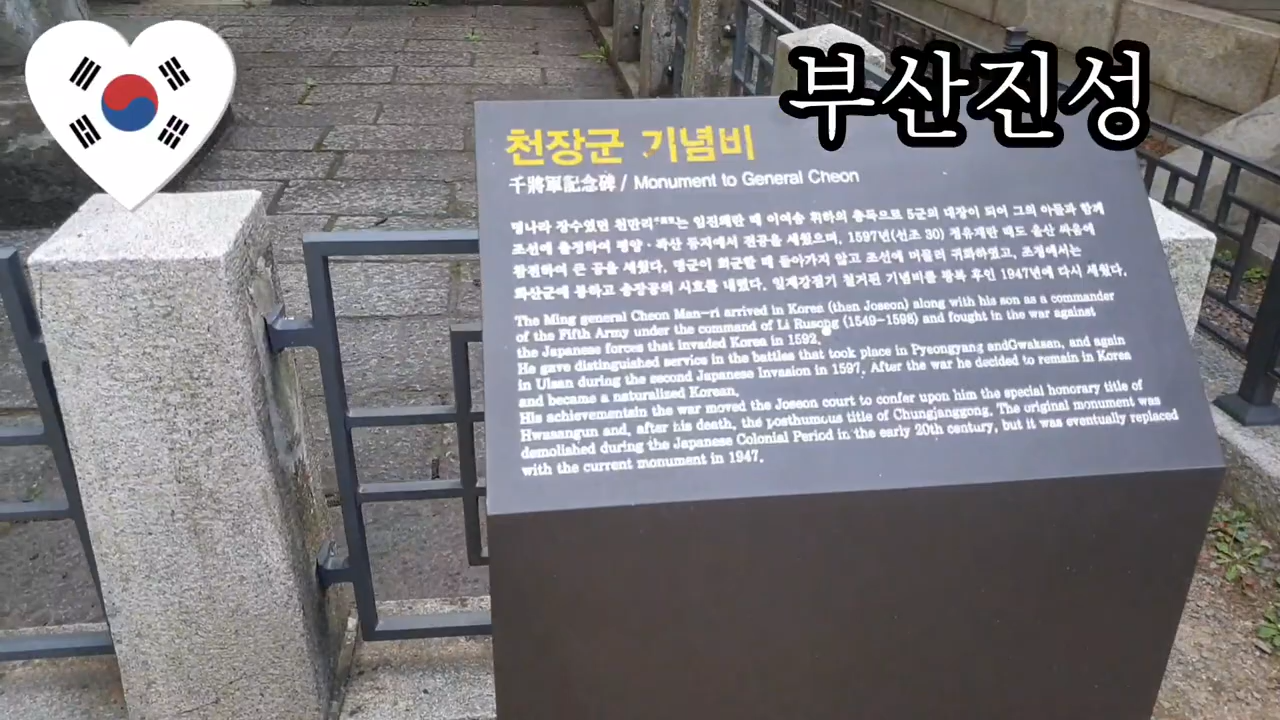 부산진성
천장군 기념비
千將軍記念碑 / Monument to General Cheon
명나라 장수였던 천만리는 임진왜란 때 이여송 휘하의 총독으로 5군의 대장이 되어 그의 아들과 함께
조선에 출정하여 평양·곽산 등지에서 전공을 세웠으며, 1597년(선조 30) 정유재란 때도 울산 싸움에
참전하여 큰 공을 세웠다. 명군이 회군할 때 돌아가지 않고 조선에 머물러 귀화하였고, 조정에서는
화산군에 봉하고 충장공의 시호를 내렸다. 일제강점기 철거된 기념비를 광복 후인 1947년에 다시 세웠다.
The Ming general Cheon Man-ri arrived in Korea (then Joseon) along with his son as a commander
of the Fifth Army under the command of Li Rusong (1549-1598) and fought in the war against
the Japanese forces that invaded Korea in 1592.
He gave distinguished service in the battles that took place in Pyeongyang andGwaksan, and again
in Ulsan during the second Japanese Invasion in 1597. After the war he decided to remain in Korea
and became a naturalized Korean.
His achievementsin the war moved the Joseon court to confer upon him the special honorary title of
Hwasangun and, after his death, the posthumous title of Chungjanggong. The original monument was
demolished during the Japanese Colonial Period in the early 20th century, but it was eventually replaced
with the current monument in 1947.